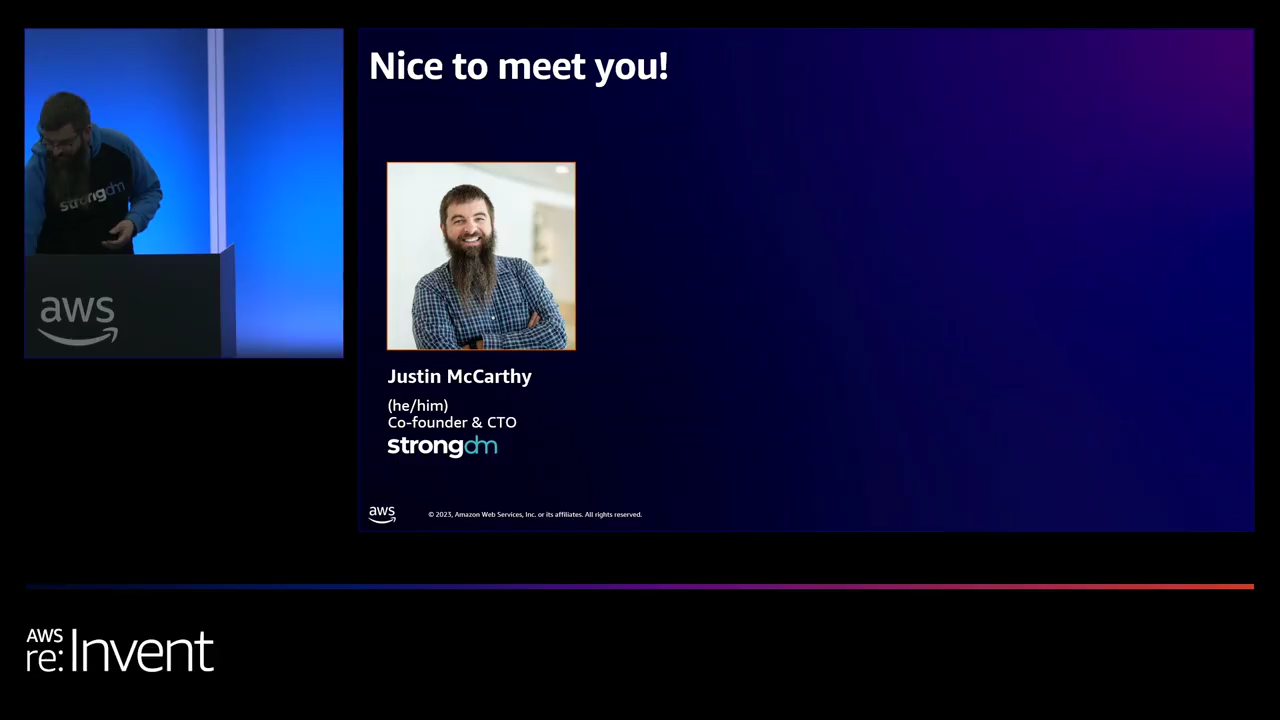 Nice to meet you!
strongdm
aws
Justin McCarthy
(he/him)
Co-founder & CTO
strongdm
aws
© 2023, Amazon Web Services, Inc. or its affiliates. All rights reserved.
AWS
re:Invent